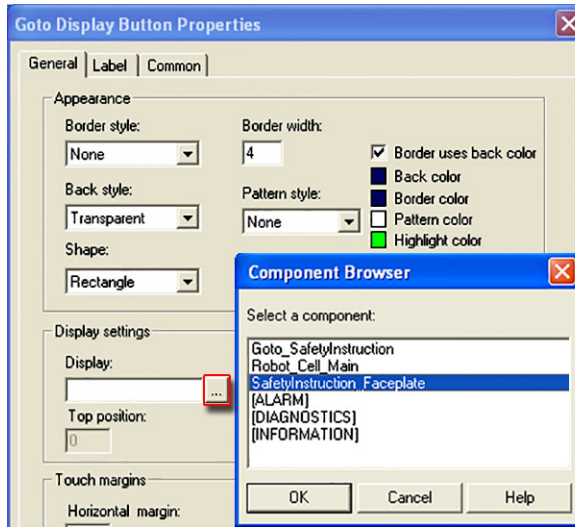 Goto Display Button Properties
General Label Common
Appearance
Border style:
Border width:
None
4
Border uses back color
Back color
Back style:
Pattern style:
Border color
Transparent
None
Pattern color
Highlight color
Shape:
Rectangle
Component Browser
Select a component:
Goto_SafetyInstruction
Robot_Cell_Main
SafetyInstruction_Faceplate
[ALARM]
[DIAGNOSTICS]
[INFORMATION]
OK Cancel Help
Display settings
Display:
...
Top position:
0
Touch margins
Horizontal margin: